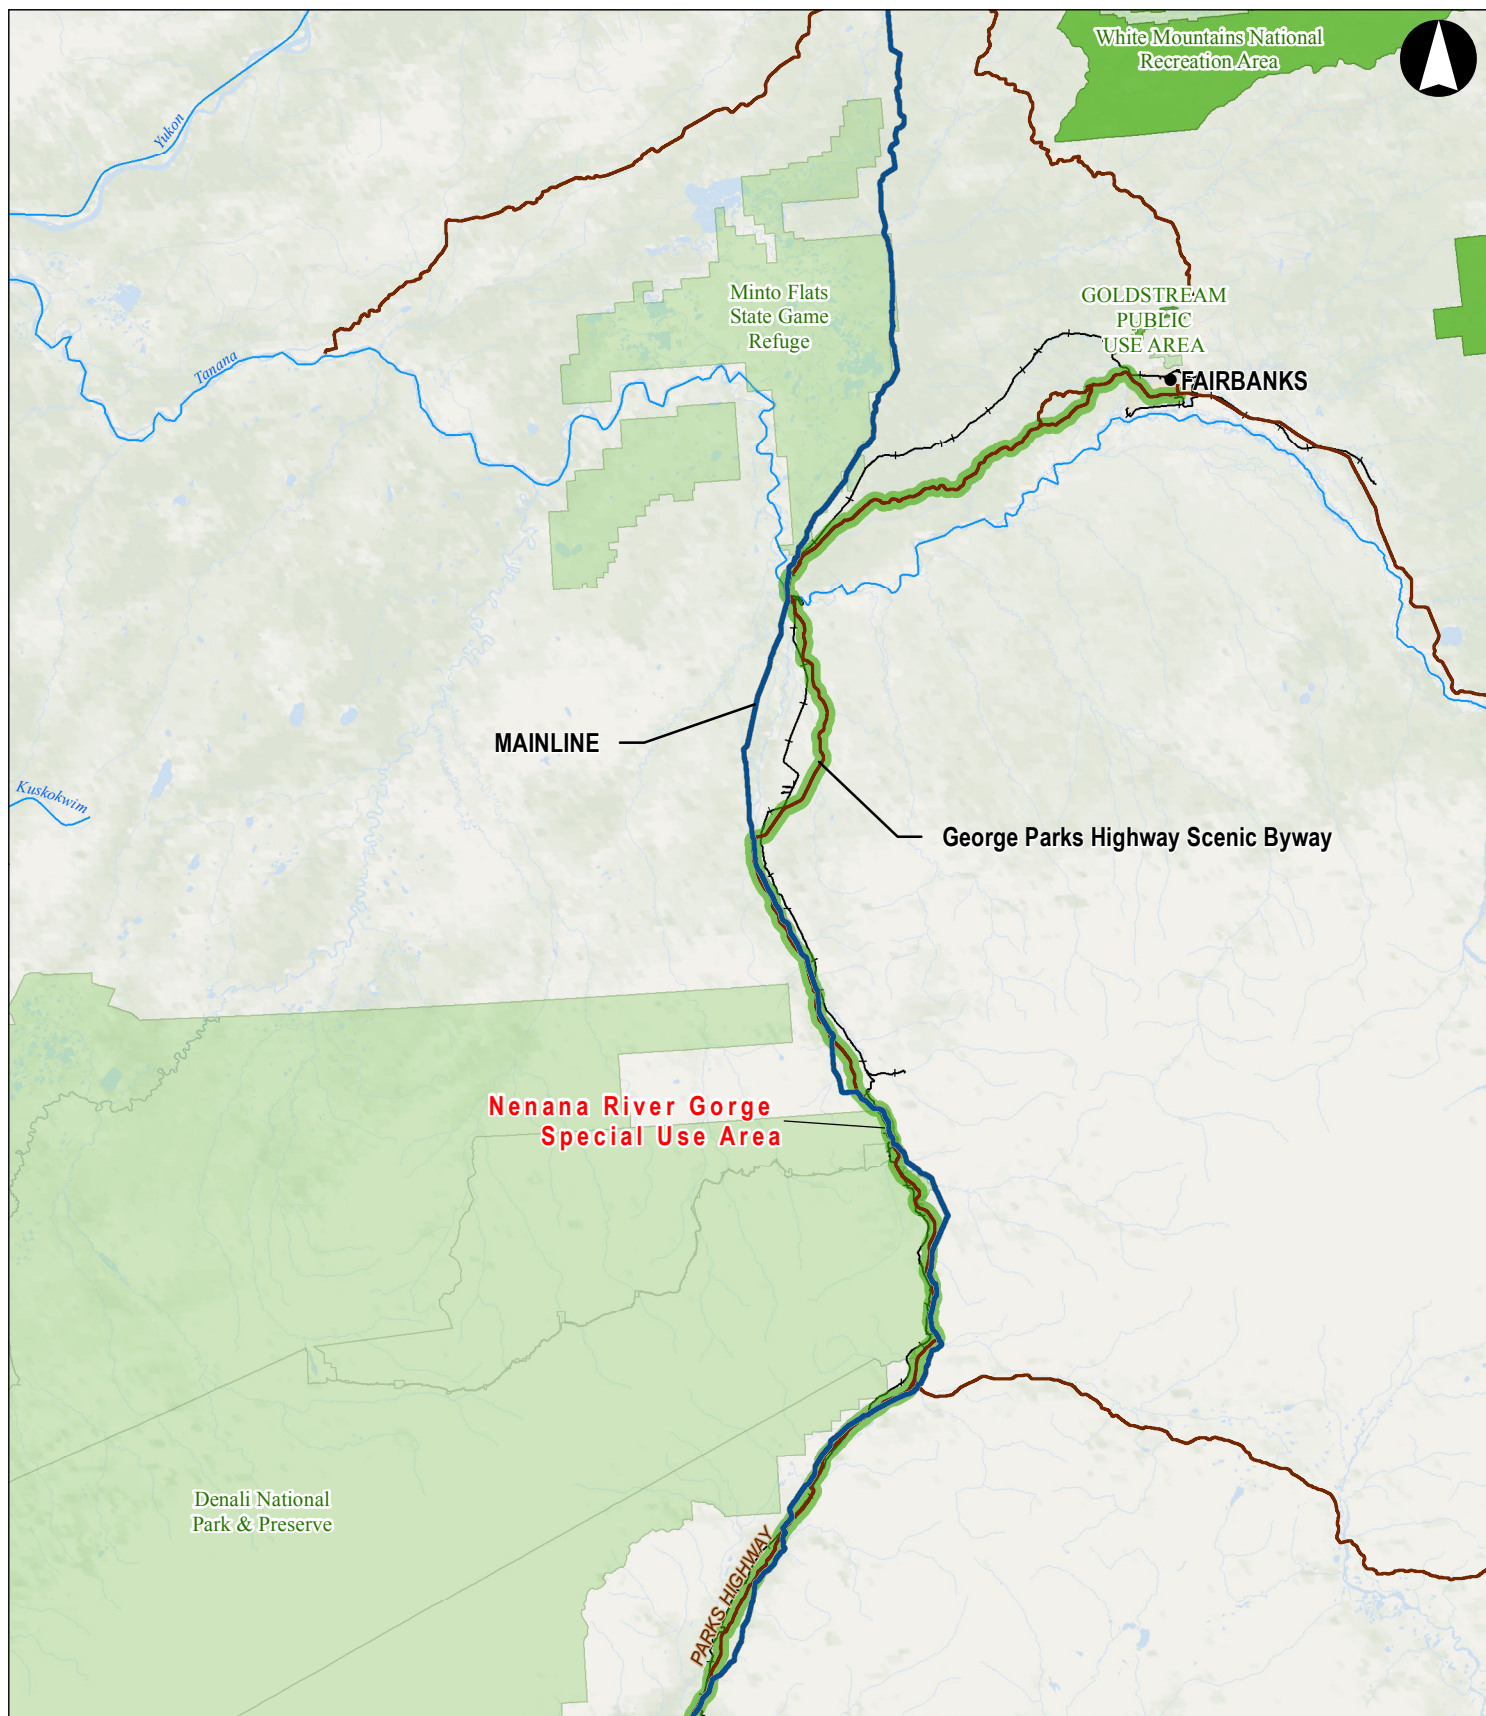 White Mountains National
Recreation Area
Yukon
Minto Flats
State Game
Refuge
GOLDSTREAM
PUBLIC
USE AREA
Tanana
FAIRBANKS
MAINLINE
Kuskokwim
George Parks Highway Scenic Byway
Nenana River Gorge
Special Use Area
Denali National
Park & Preserve
PARKS HIGHWAY